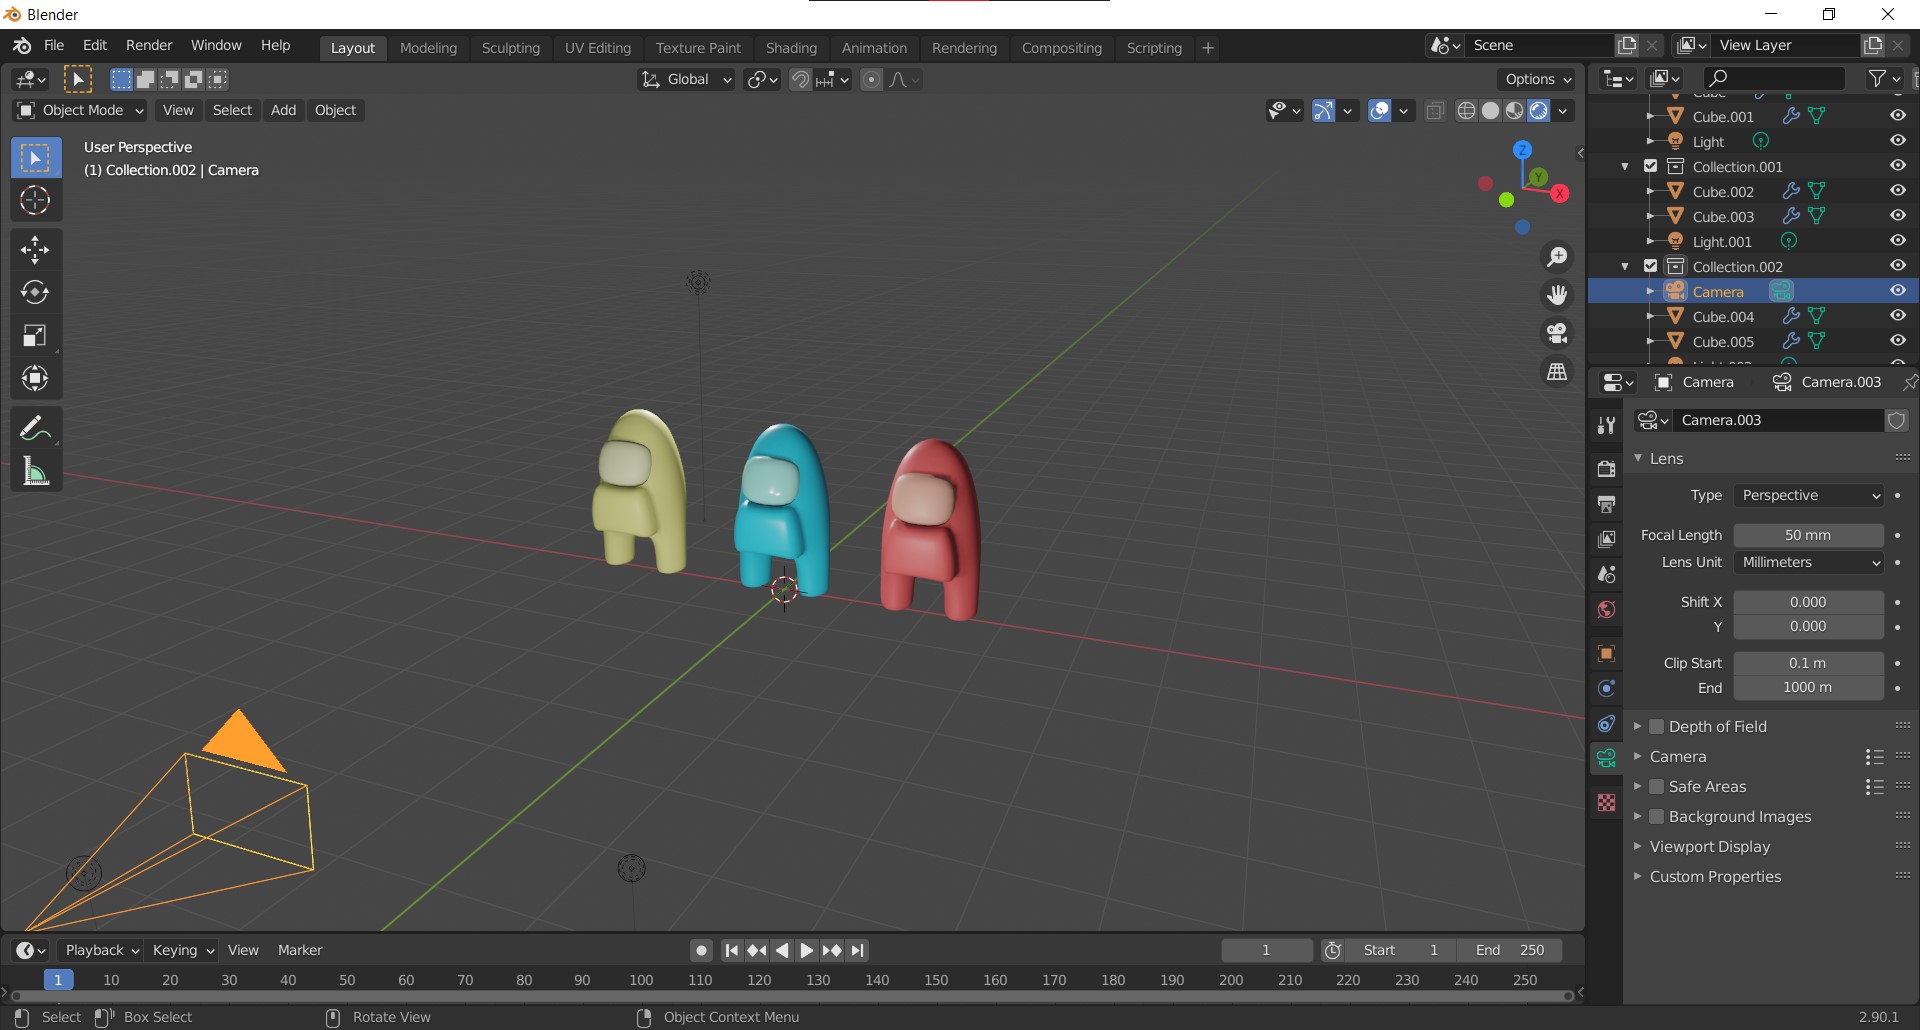 Blender
File Edit Render Window Help Layout Modeling Sculpting UV Editing Texture Paint Shading Animation Rendering Compositing Scripting + Scene View Layer
Global Options
Object Mode View Select Add Object
User Perspective
(1) Collection.002 | Camera
Z
Y
X
Cube
Cube.001
Light
Collection.001
Cube.002
Cube.003
Light.001
Collection.002
Camera
Cube.004
Cube.005
Camera Camera.003
Camera.003
Lens
Type Perspective
Focal Length 50 mm
Lens Unit Millimeters
Shift X 0.000
Y 0.000
Clip Start 0.1 m
End 1000 m
Depth of Field
Camera
Safe Areas
Background Images
Viewport Display
Custom Properties
Playback Keying View Marker 1 Start 1 End 250
1 10 20 30 40 50 60 70 80 90 100 110 120 130 140 150 160 170 180 190 200 210 220 230 240 250
Select Box Select Rotate View Object Context Menu 2.90.1